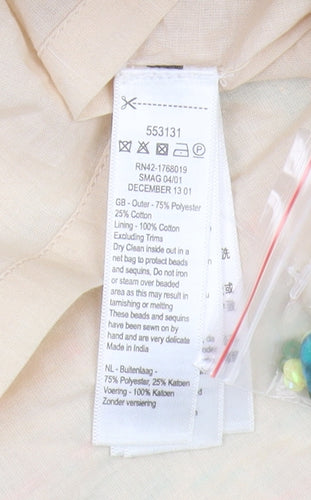 553131
P
RN42-1768019
SMAG 04/01
DECEMBER 13 01
GB - Outer - 75% Polyester
25% Cotton
Lining - 100% Cotton
Excluding Trims
Dry Clean inside out in a
net bag to protect beads
and sequins, Do not iron
or steam over beaded
area as this may result in
tarnishing or melting
These beads and sequins
have been sewn on by
hand and are very delicate
Made in India
NL - Buitenlaag -
75% Polyester, 25% Katoen
Voering - 100% Katoen
Zonder versiering
洗
或